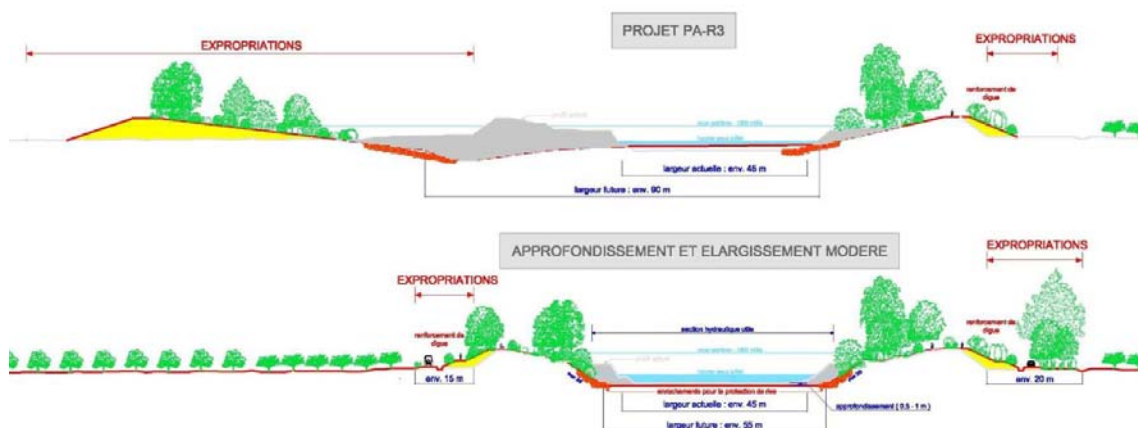 PROJET PA-R3
EXPROPRIATIONS
EXPROPRIATIONS
renforcement de
digue
largeur actuelle : env. 45 m
largeur future : env. 90 m
APPROFONDISSEMENT ET ELARGISSEMENT MODERE
EXPROPRIATIONS
EXPROPRIATIONS
renforcement de
digue
section hydraulique utile
renforcement de
digue
env. 15 m
env. 20 m
enrochements pour la protection de rive
approfondissement ( 0.5 - 1 m )
largeur actuelle: env. 45 m
largeur future : env. 55 m